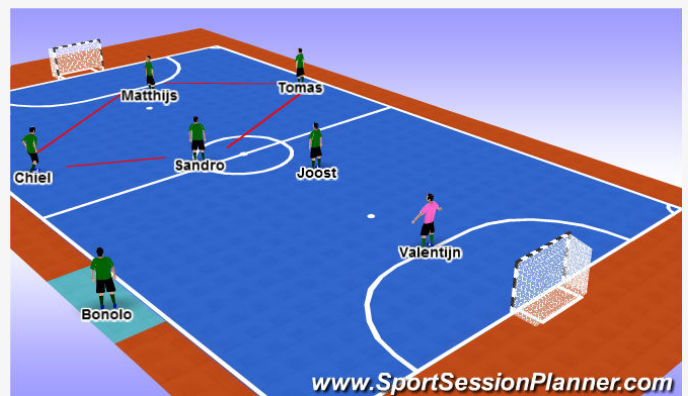 Matthijs
Tomas
Chiel
Sandro
Joost
Valentijn
Bonolo
www.SportSessionPlanner.com